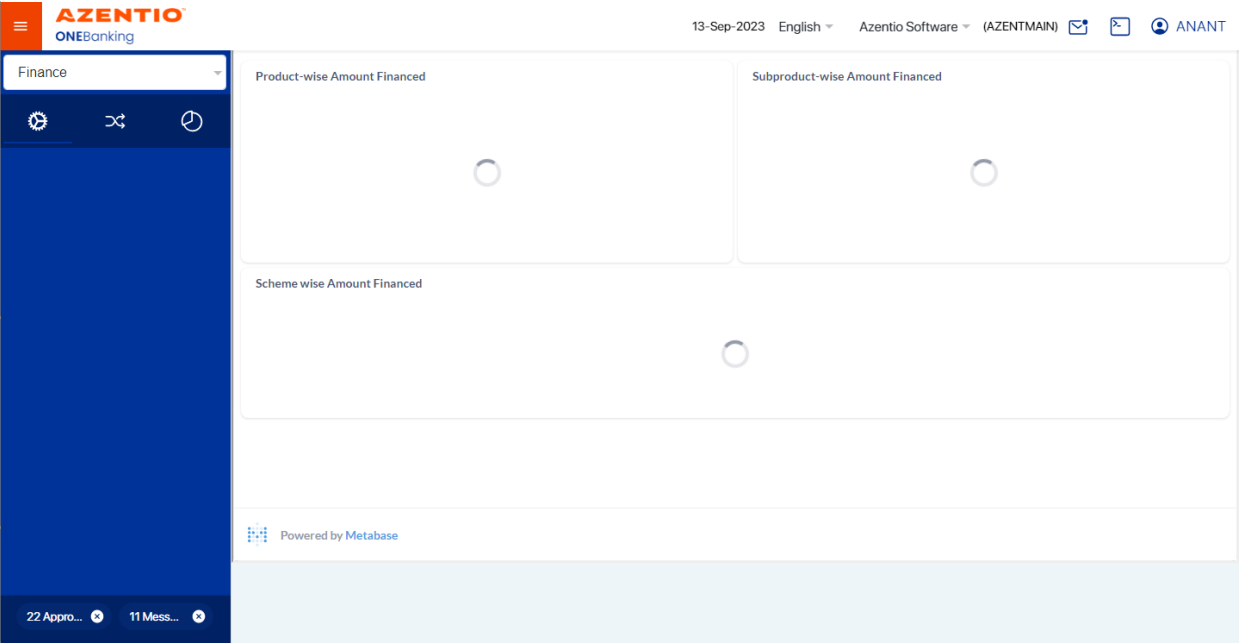 AZENTIO™
ONEBanking
13-Sep-2023 English Azentio Software (AZENTMAIN) ANANT
Finance
Product-wise Amount Financed
Subproduct-wise Amount Financed
Scheme wise Amount Financed
Powered by Metabase
22 Appro... 11 Mess...